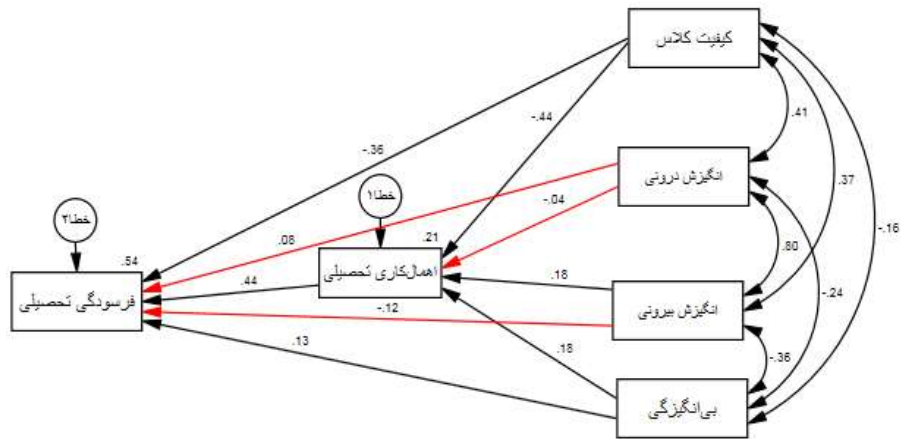 کیفیت کلاس
.41
-.44
-.36
.37
انگیزش درونی
خطا۱
-.04
خطا۲
.21
.08
.80
-.16
.54
اهمال‌کاری تحصیلی
فرسودگی تحصیلی
.44
.18
-.24
-.12
انگیزش بیرونی
.13
.18
-.36
بی‌انگیزگی